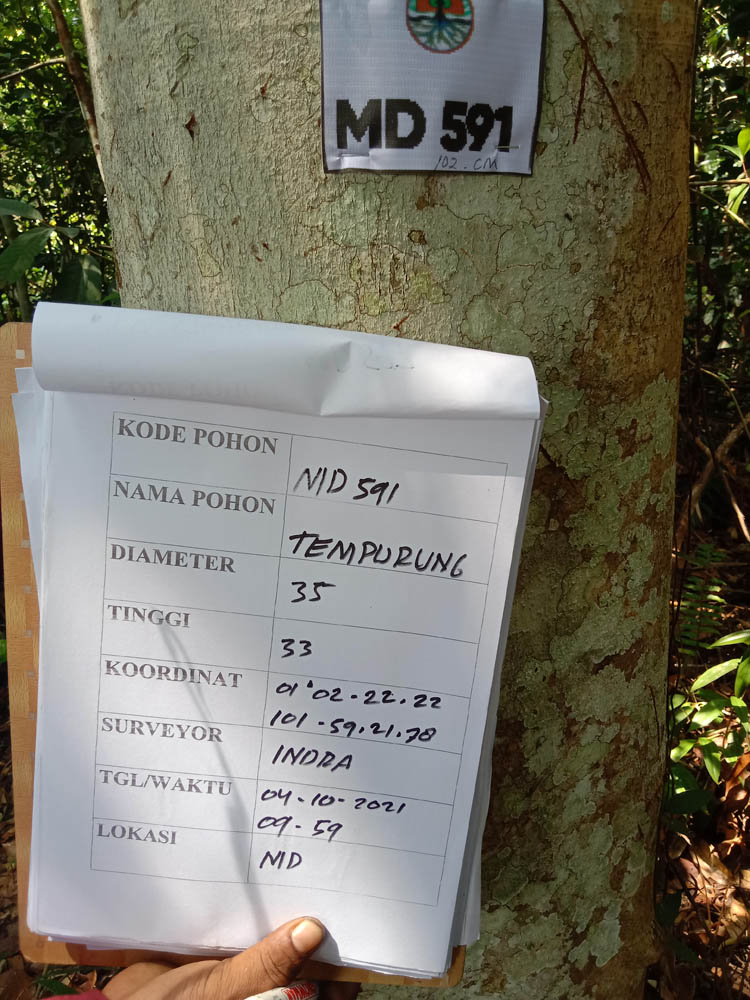 MD 591
102 . CM
KODE POHON
MD 591
NAMA POHON
TEMPURUNG
DIAMETER
35
TINGGI
33
KOORDINAT
01'02.22.22
101-59.21.78
SURVEYOR
INDRA
TGL/WAKTU
04-10-2021
09-59
LOKASI
MD